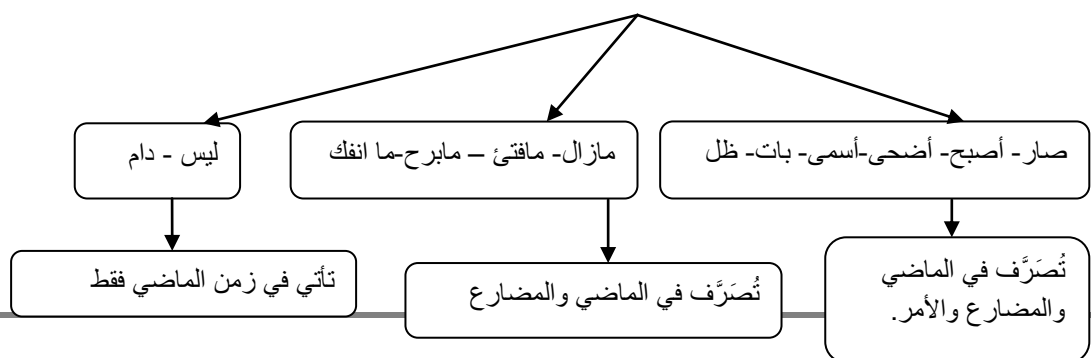 صار- أصبح- أضحى-أسمى- بات- ظل
مازال- مافتئ – مابرح-ما انفك
ليس - دام
تُصَرَّف في الماضي
والمضارع والأمر.
تُصَرَّف في الماضي والمضارع
تأتي في زمن الماضي فقط